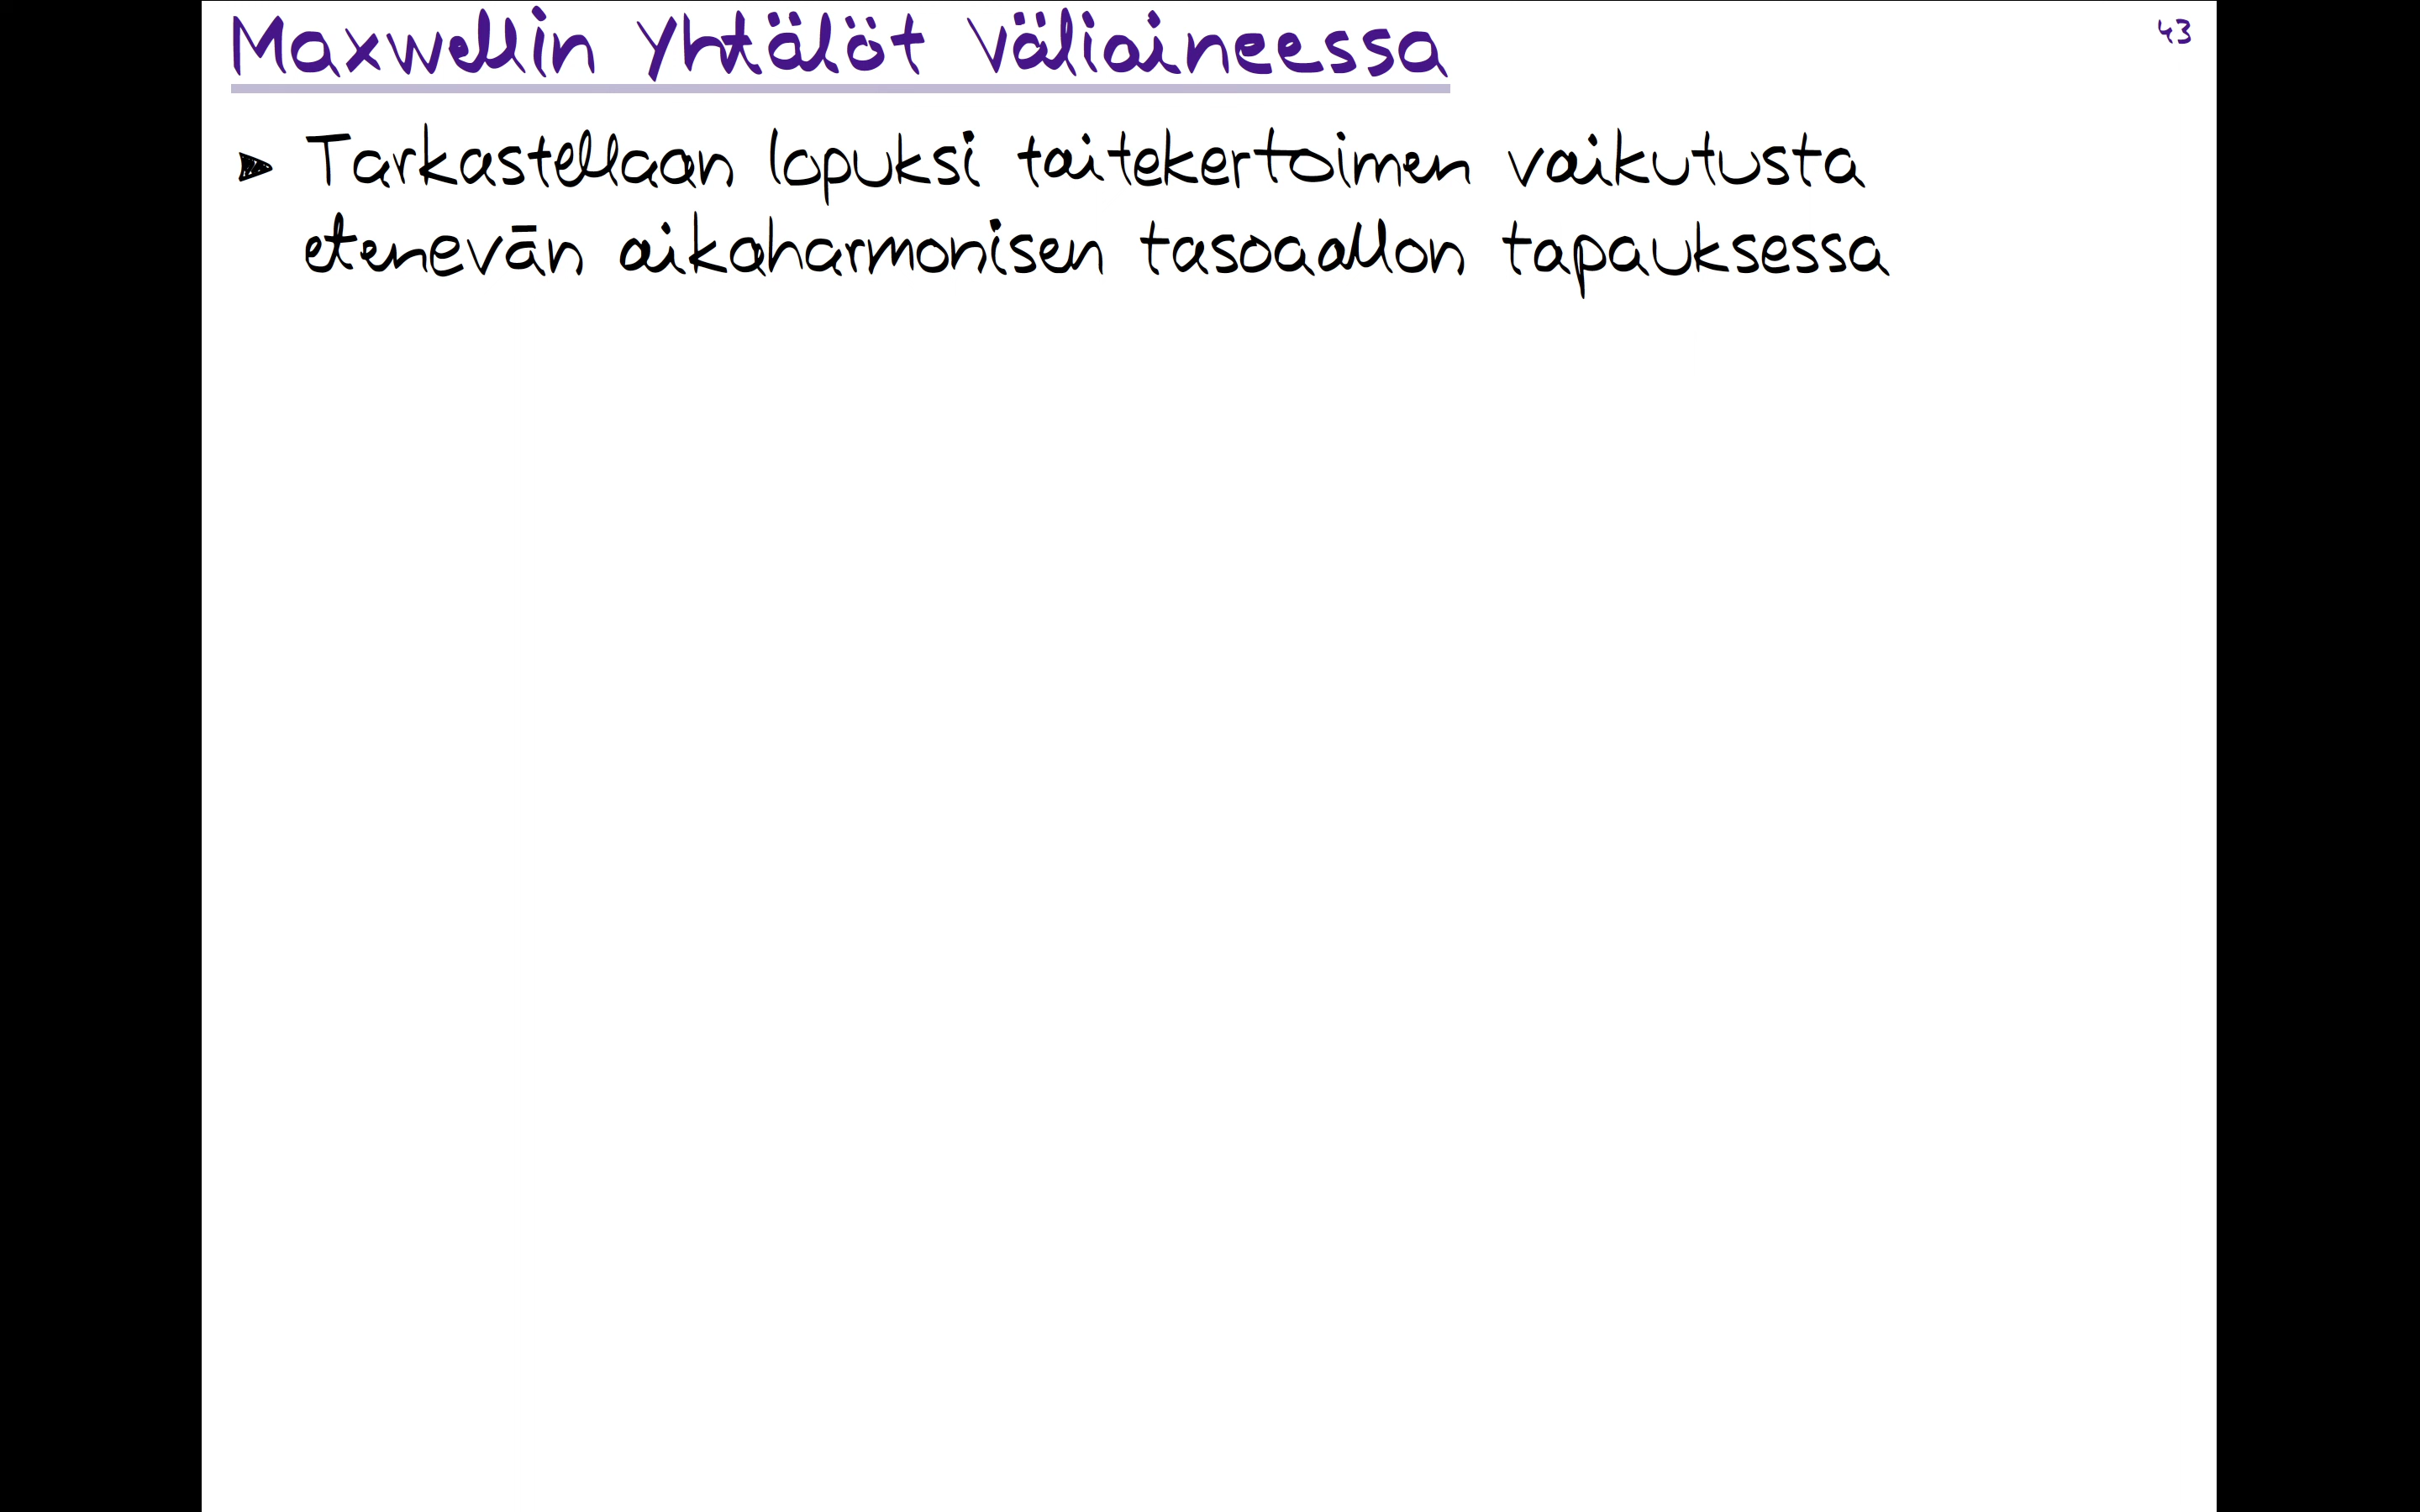 Maxwellin Yhtälöt Väliaineessa
43
▷ Tarkastellaan lopuksi taitekertoimen vaikutusta
etenevän aikaharmonisen tasoaallon tapauksessa